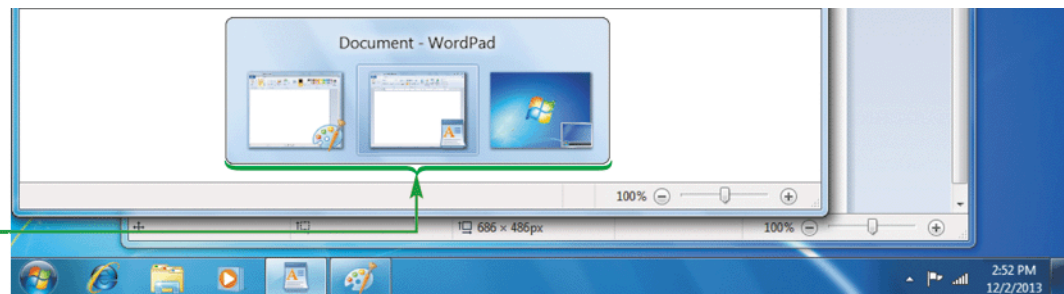 Document - WordPad
100%
686 × 486px
100%
2:52 PM
12/2/2013